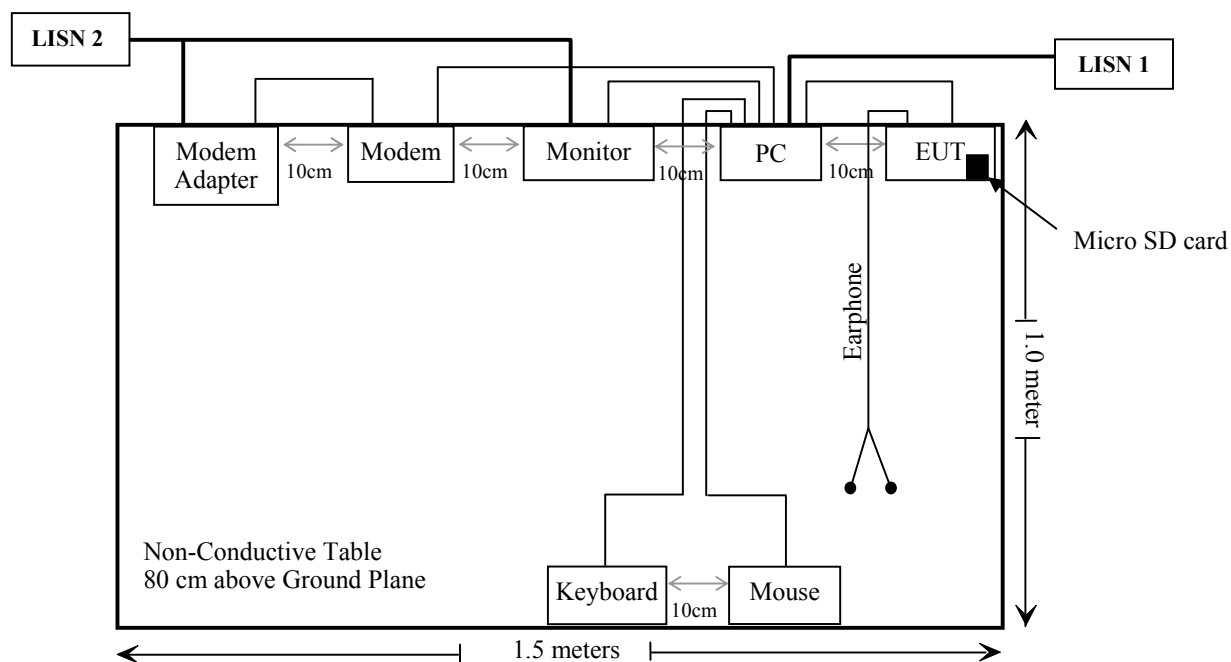 LISN 2
LISN 1
Modem
Adapter
10cm
Modem
10cm
Monitor
10cm
PC
10cm
EUT
Micro SD card
Earphone
1.0 meter
Non-Conductive Table
80 cm above Ground Plane
Keyboard
10cm
Mouse
1.5 meters